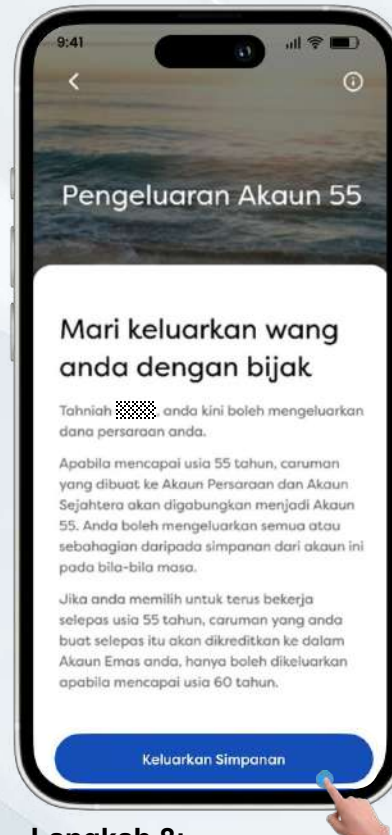 9:41
Pengeluaran Akaun 55
Mari keluarkan wang
anda dengan bijak
Tahniah , anda kini boleh mengeluarkan
dana persaraan anda.
Apabila mencapai usia 55 tahun, caruman
yang dibuat ke Akaun Persaraan dan Akaun
Sejahtera akan digabungkan menjadi Akaun
55. Anda boleh mengeluarkan semua atau
sebahagian daripada simpanan dari akaun ini
pada bila-bila masa.
Jika anda memilih untuk terus bekerja
selepas usia 55 tahun, caruman yang anda
buat selepas itu akan dikreditkan ke dalam
Akaun Emas anda, hanya boleh dikeluarkan
apabila mencapai usia 60 tahun.
Keluarkan Simpanan
Langkah 8: